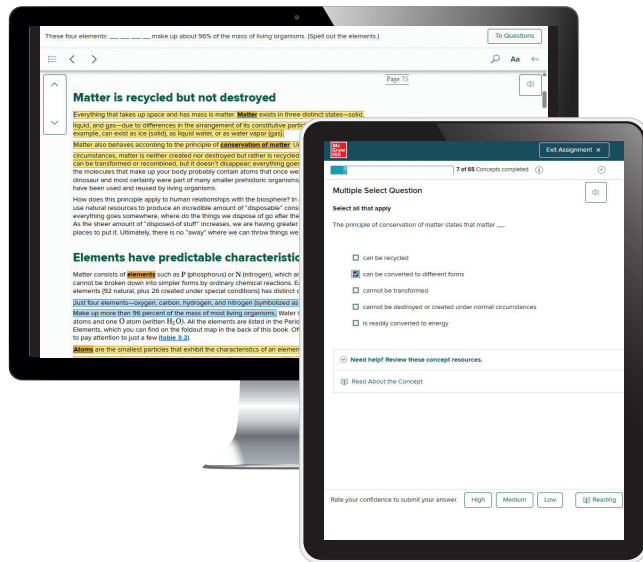 These four elements: ___ ___ ___ ___ make up about 96% of the mass of living organisms. (Spell out the elements.)
To Questions
Aa
Page 75
Matter is recycled but not destroyed
Everything that takes up space and has mass is matter. Matter exists in three distinct states—solid,
liquid, and gas—due to differences in the arrangement of its constitutive
example, can exist as ice (solid), as liquid water, or as water vapor (gas).
Matter also behaves according to the principle of conservation of matter:
circumstances, matter is neither created nor destroyed but rather is recycled
can be transformed or recombined, but it doesn't disappear; everything goes
the molecules that make up your body probably contain atoms that once
dinosaur and most certainly were part of many smaller prehistoric organisms
have been used and reused by living organisms.
How does this principle apply to human relationships with the biosphere? In
use natural resources to produce an incredible amount of "disposable"
everything goes somewhere, where do the things we dispose of go after the
As the sheer amount of "disposed-of stuff" increases, we are having greater
places to put it. Ultimately, there is no "away" where we can throw things we
Elements have predictable
Matter consists of elements such as P (phosphorus) or N (nitrogen), which
cannot be broken down into simpler forms by ordinary chemical reactions.
elements (92 natural, plus 26 created under special conditions) has distinct
Just four elements—oxygen, carbon, hydrogen, and nitrogen (symbolized as
Make up more than 96 percent of the mass of most living organisms. Water
atoms and one O atom (written H₂O). All the elements are listed in the
Elements, which you can find on the foldout map in the back of this book.
to pay attention to just a few (table 3.2).
Atoms are the smallest particles that exhibit the characteristics of an
Mc
Graw
Hill
Exit Assignment ×
7 of 65 Concepts completed
Multiple Select Question
Select all that apply
The principle of conservation of matter states that matter __.
can be recycled
can be converted to different forms
cannot be transformed
cannot be destroyed or created under normal circumstances
is readily converted to energy
Need help? Review these concept resources.
Read About the Concept
Rate your confidence to submit your answer.
High
Medium
Low
Reading